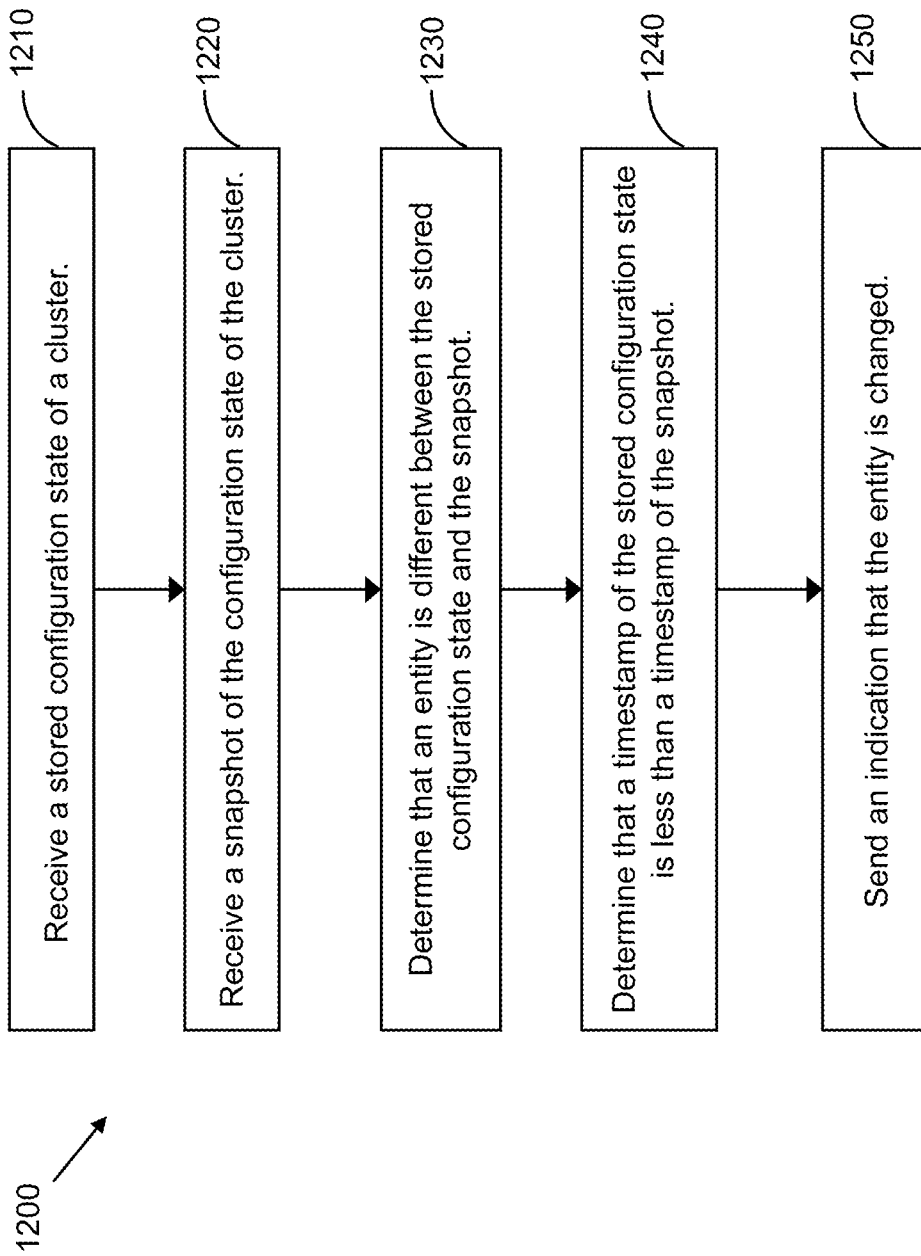 1200
1210
Receive a stored configuration state of a cluster.
1220
Receive a snapshot of the configuration state of the cluster.
1230
Determine that an entity is different between the stored
configuration state and the snapshot.
1240
Determine that a timestamp of the stored configuration state
is less than a timestamp of the snapshot.
1250
Send an indication that the entity is changed.